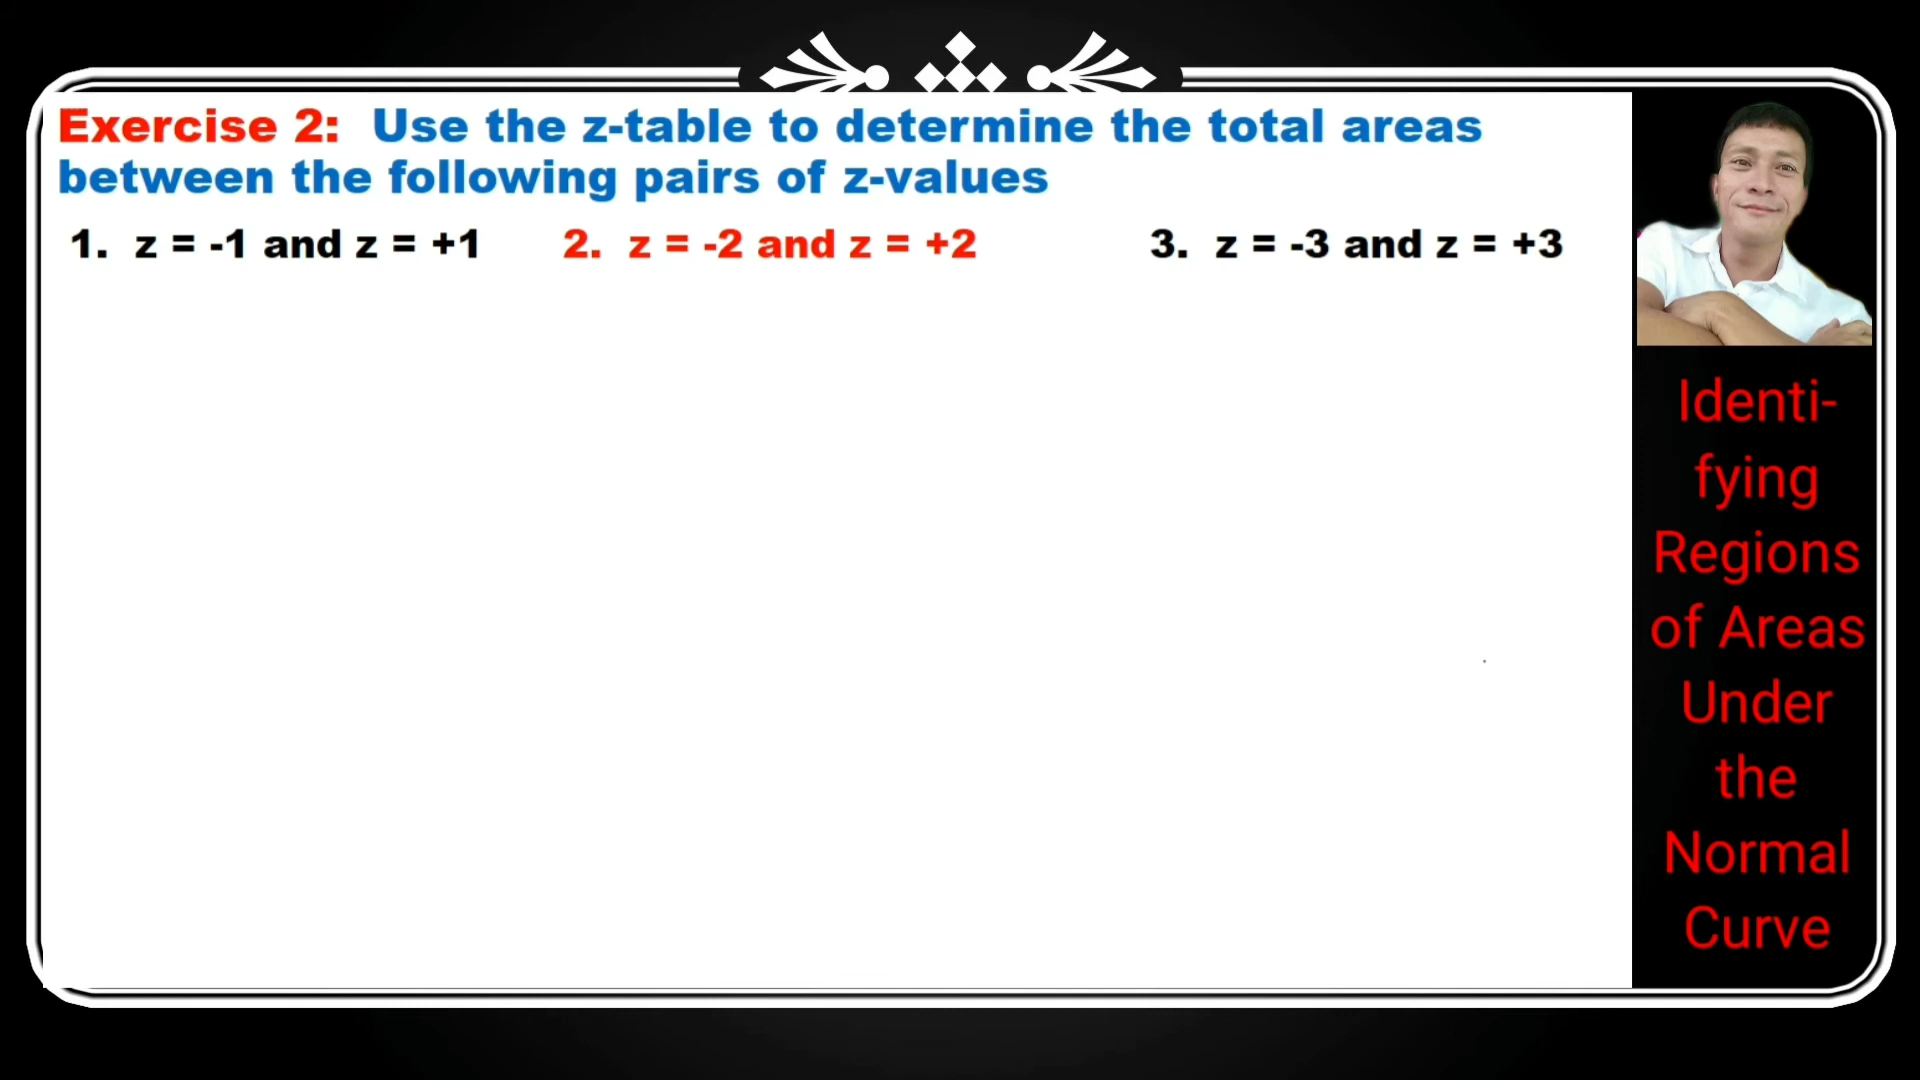 Exercise 2: Use the z-table to determine the total areas
between the following pairs of z-values
1. z = -1 and z = +1 2. z = -2 and z = +2 3. z = -3 and z = +3
Identi-
fying
Regions
of Areas
Under
the
Normal
Curve